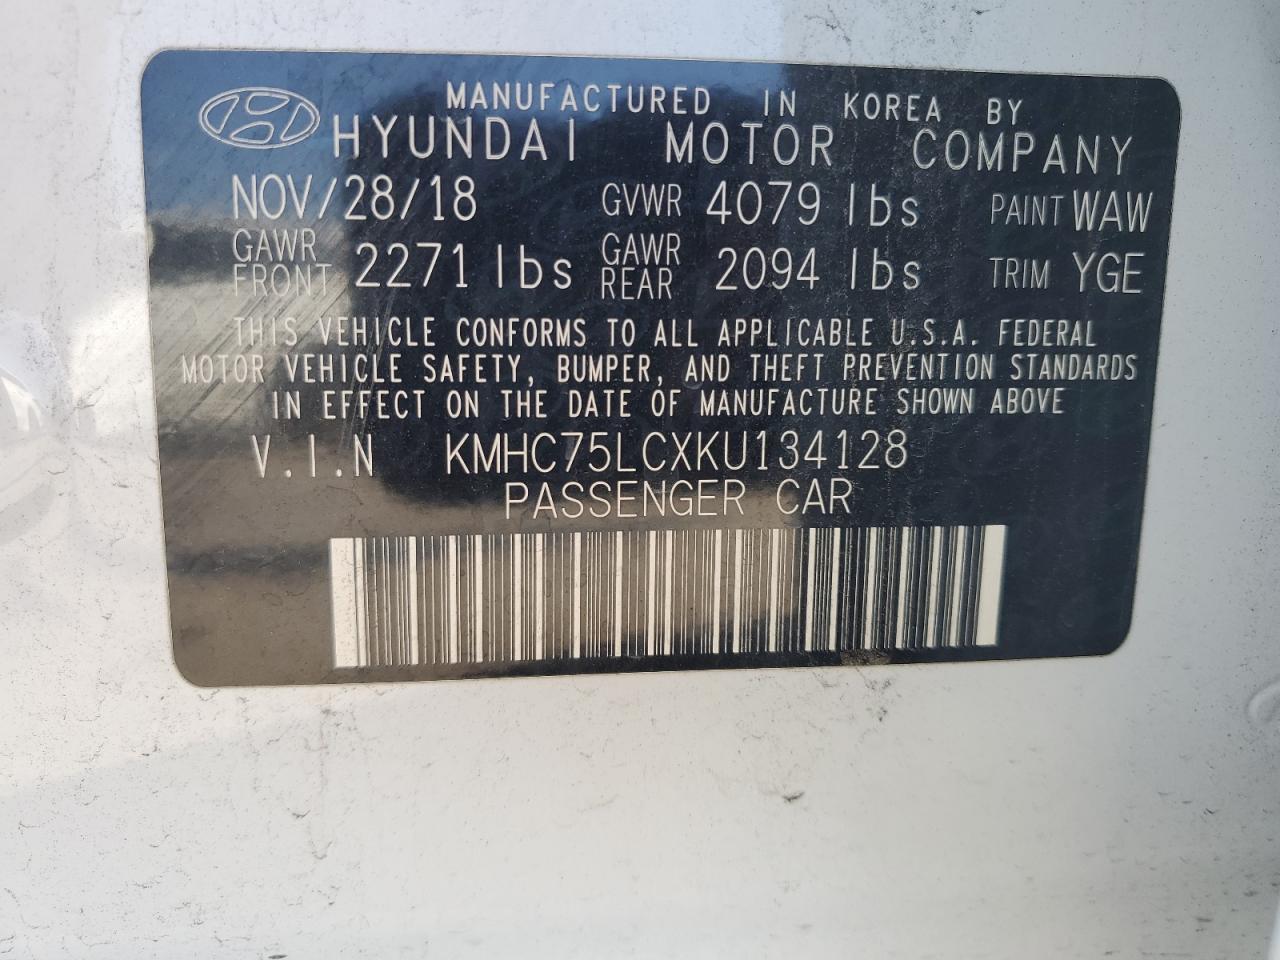 MANUFACTURED IN KOREA BY
HYUNDAI MOTOR COMPANY
NOV/28/18 GVWR 4079 lbs PAINT WAW
GAWR FRONT 2271 lbs GAWR REAR 2094 lbs TRIM YGE
THIS VEHICLE CONFORMS TO ALL APPLICABLE U.S.A. FEDERAL
MOTOR VEHICLE SAFETY, BUMPER, AND THEFT PREVENTION STANDARDS
IN EFFECT ON THE DATE OF MANUFACTURE SHOWN ABOVE
V.I.N KMHC75LCXKU134128
PASSENGER CAR